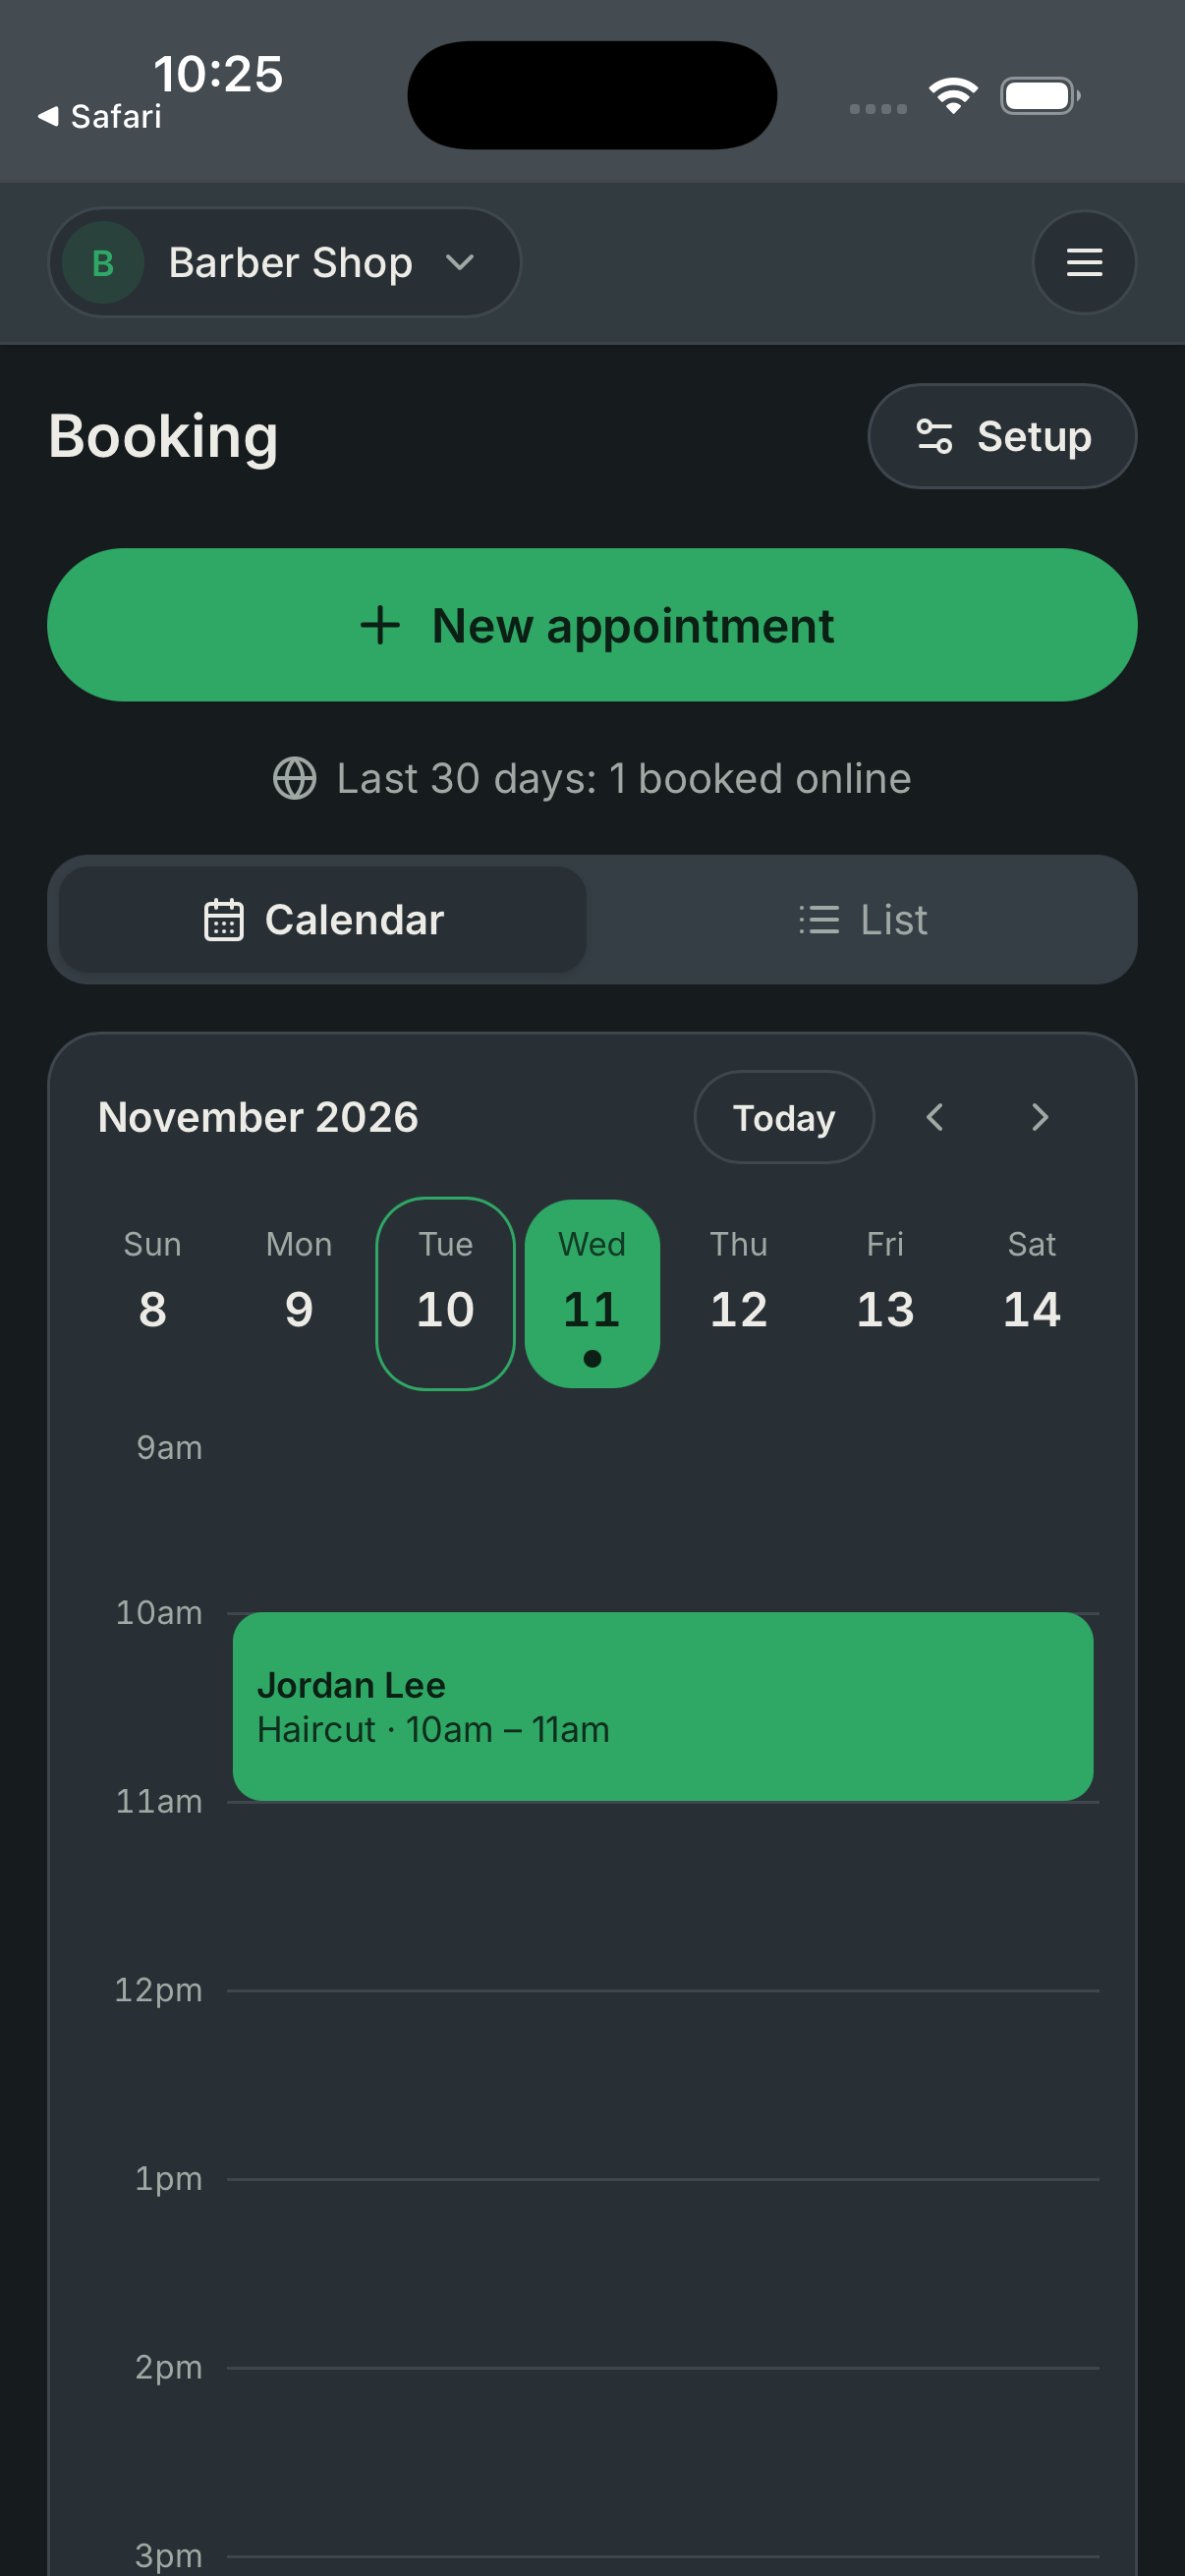 10:25
Safari
B Barber Shop
Booking
Setup
New appointment
Last 30 days: 1 booked online
Calendar
List
November 2026
Today
Sun Mon Tue Wed Thu Fri Sat
8 9 10 11 12 13 14
9am
10am
Jordan Lee
Haircut · 10am – 11am
11am
12pm
1pm
2pm
3pm